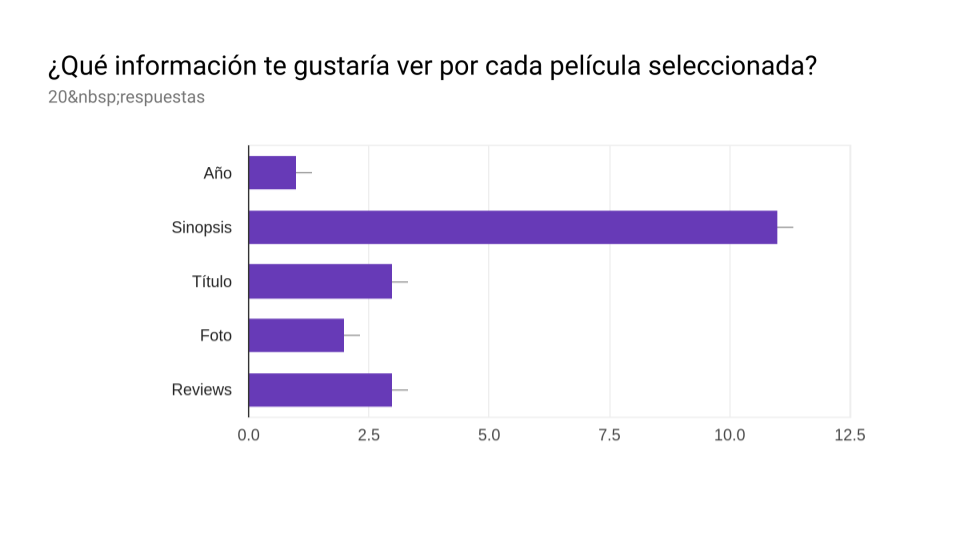 ¿Qué información te gustaría ver por cada película seleccionada?
20&nbsp;respuestas
Año
Sinopsis
Título
Foto
Reviews
0.0 2.5 5.0 7.5 10.0 12.5